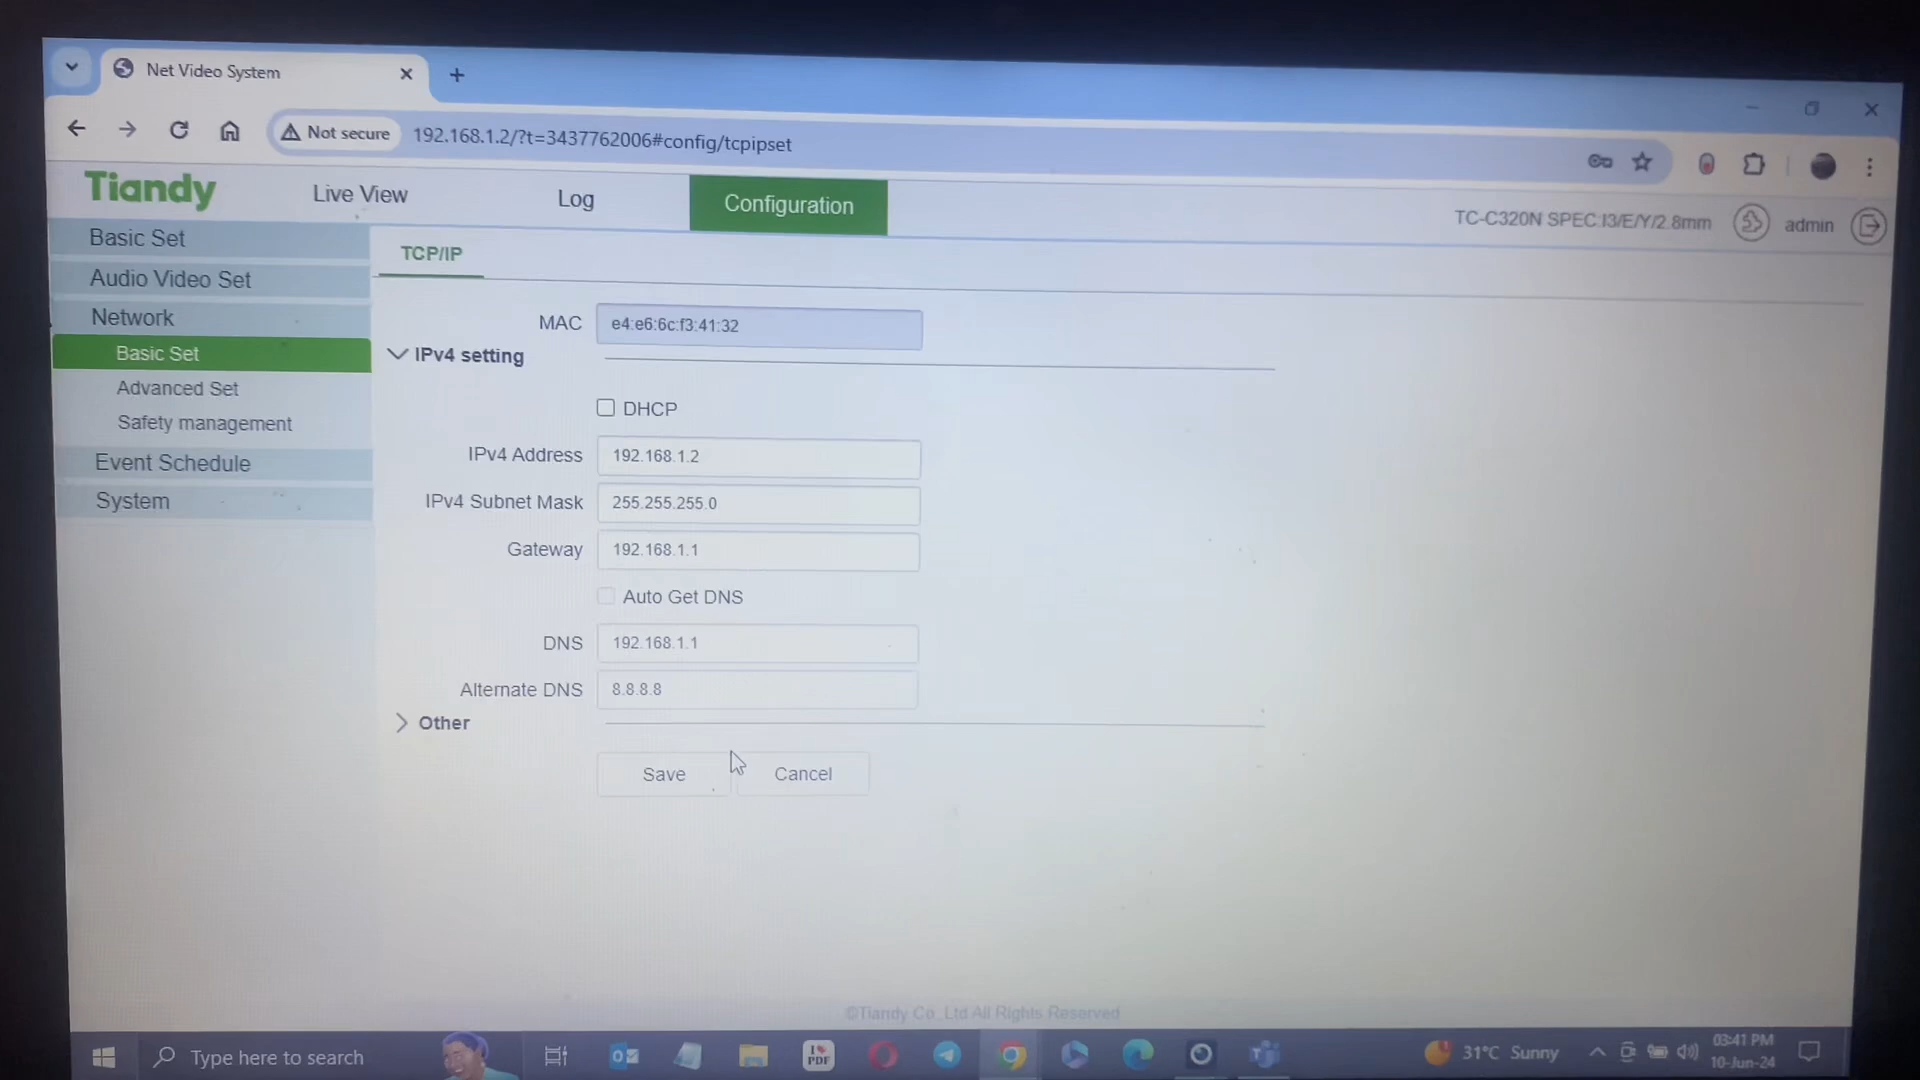 Net Video System
Not secure
192.168.1.2/?t=3437762006#config/tcpipset
Tiandy
Live View
Log
Configuration
TC-C320N SPEC:I3/E/Y/2.8mm
admin
Basic Set
Audio Video Set
Network
Basic Set
Advanced Set
Safety management
Event Schedule
System
TCP/IP
MAC e4:e6:6c:f3:41:32
IPv4 setting
DHCP
IPv4 Address 192.168.1.2
IPv4 Subnet Mask 255.255.255.0
Gateway 192.168.1.1
Auto Get DNS
DNS 192.168.1.1
Alternate DNS 8.8.8.8
Other
Save Cancel
©Tiandy Co.,Ltd All Rights Reserved
Type here to search
I PDF
31°C Sunny
03:41 PM
10-Jun-24